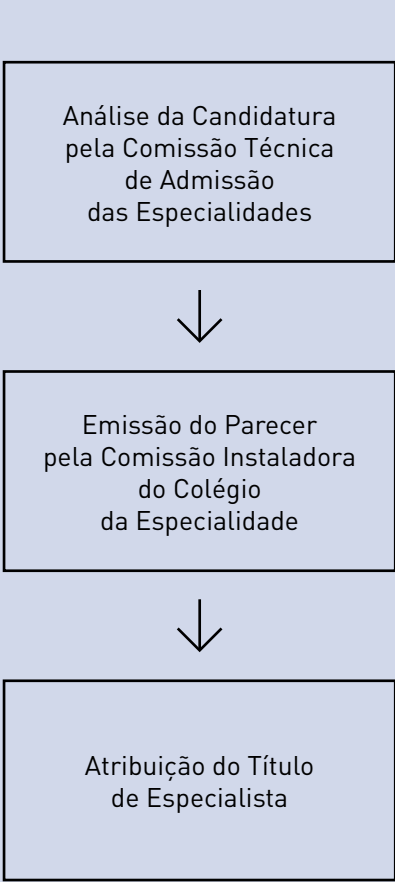 Análise da Candidatura
pela Comissão Técnica
de Admissão
das Especialidades
Emissão do Parecer
pela Comissão Instaladora
do Colégio
da Especialidade
Atribuição do Título
de Especialista